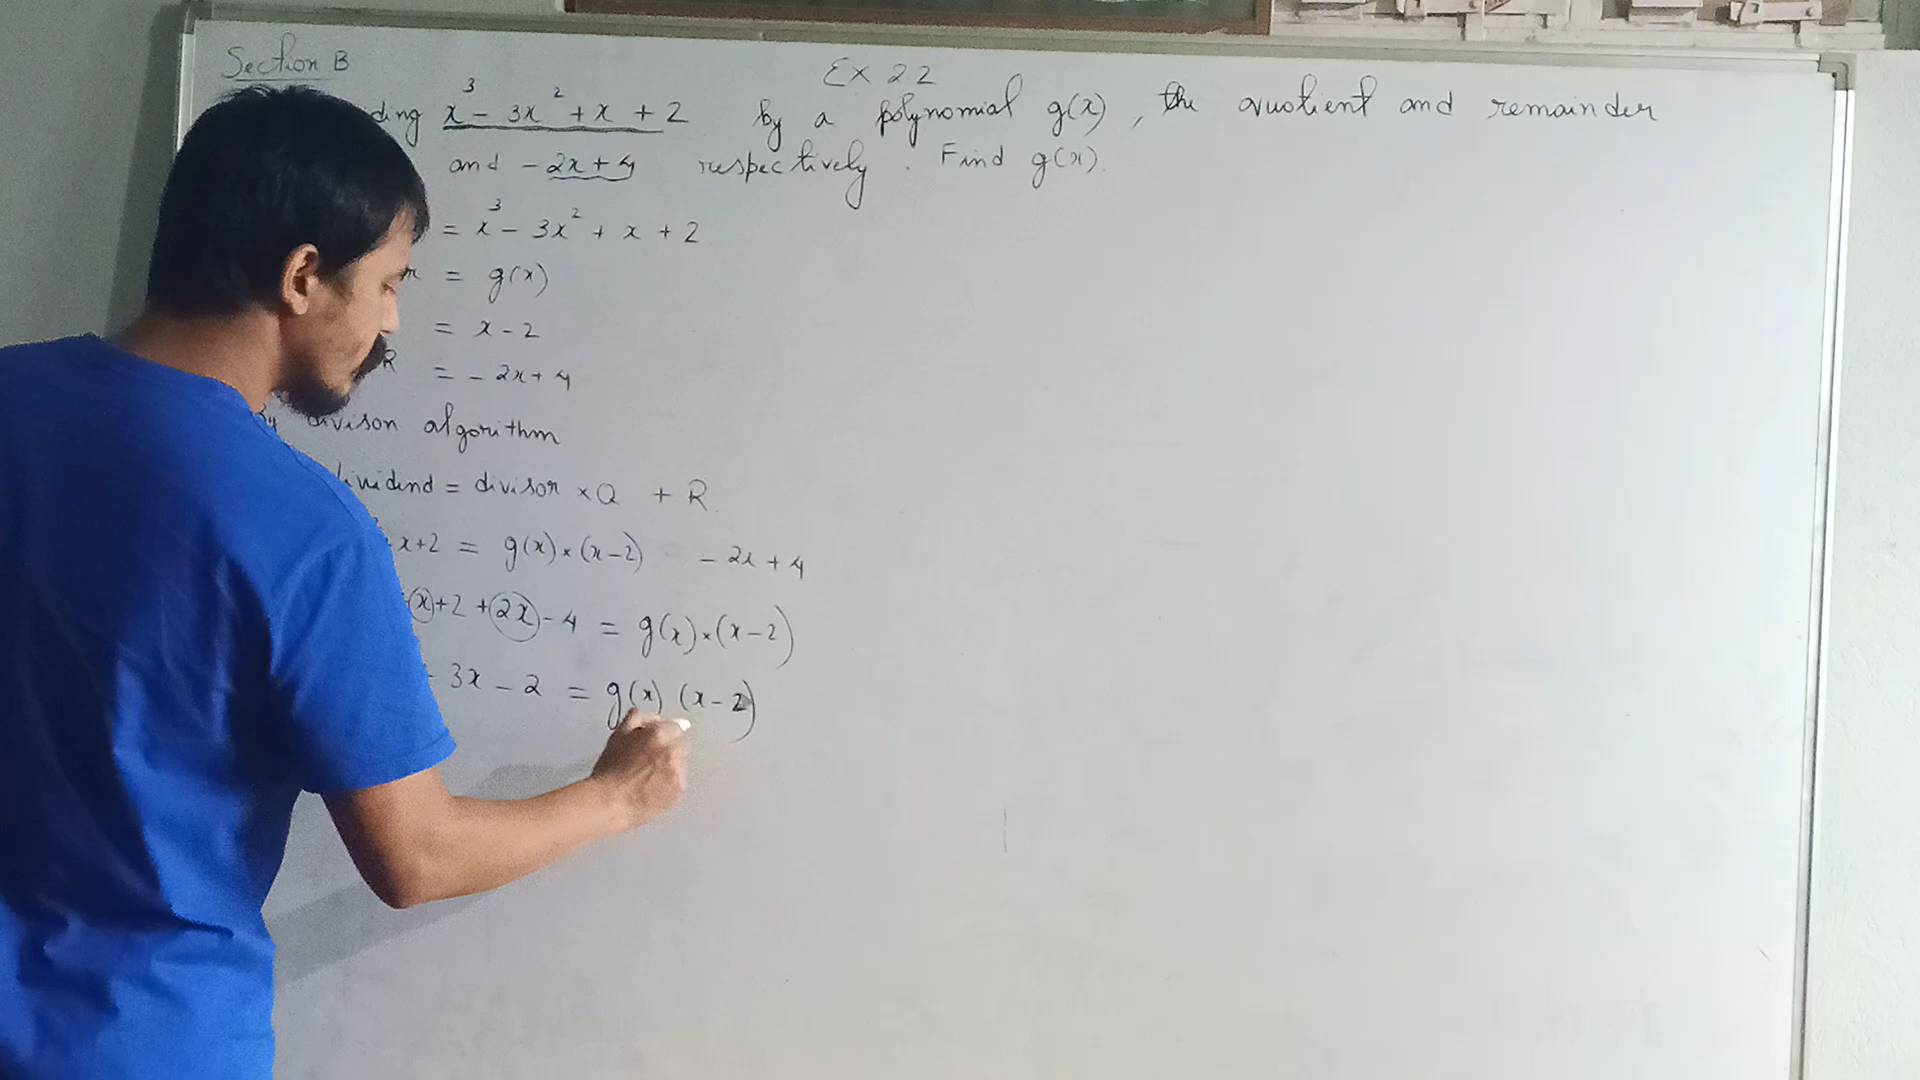 Section B
Ex 22
ding x³ - 3x² + x + 2 by a polynomial g(x), the quotient and remainder
and -2x+4 respectively. Find g(x).
= x³ - 3x² + x + 2
= g(x)
= x - 2
R = -2x+4
By divison algorithm
dividend = divisor × Q + R
x+2 = g(x) × (x-2) - 2x + 4
x+2 +2x - 4 = g(x) × (x-2)
3x - 2 = g(x) (x-2)